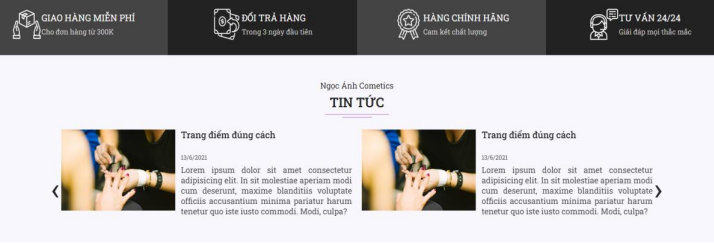 GIAO HÀNG MIỄN PHÍ
Cho đơn hàng từ 300K
ĐỔI TRẢ HÀNG
Trong 3 ngày đầu tiên
HÀNG CHÍNH HÃNG
Cam kết chất lượng
TƯ VẤN 24/24
Giải đáp mọi thắc mắc
Ngọc Ánh Cometics
TIN TỨC
Trang điểm đúng cách
13/6/2021
Lorem ipsum dolor sit amet consectetur
adipisicing elit. In sit molestiae aperiam modi
cum deserunt, maxime blanditiis voluptate
officiis accusantium minima pariatur harum
tenetur quo iste iusto commodi. Modi, culpa?
Trang điểm đúng cách
13/6/2021
Lorem ipsum dolor sit amet consectetur
adipisicing elit. In sit molestiae aperiam modi
cum deserunt, maxime blanditiis voluptate
officiis accusantium minima pariatur harum
tenetur quo iste iusto commodi. Modi, culpa?